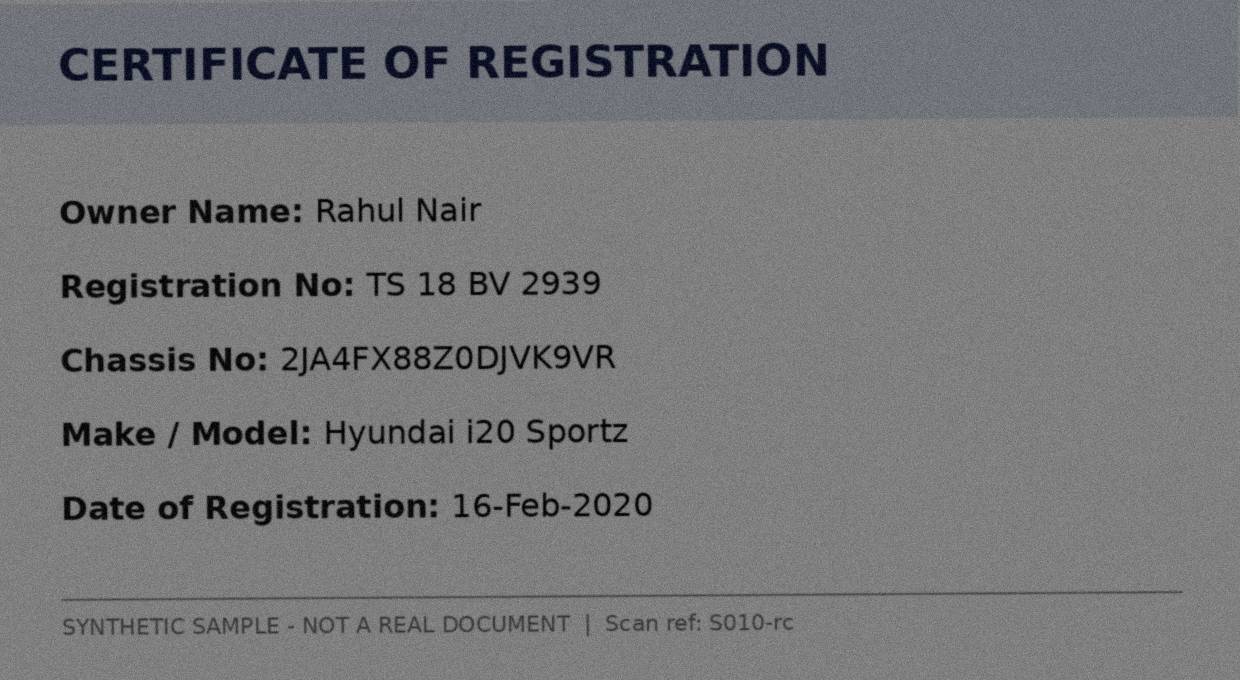 CERTIFICATE OF REGISTRATION
Owner Name: Rahul Nair
Registration No: TS 18 BV 2939
Chassis No: 2JA4FX88Z0DJVK9VR
Make / Model: Hyundai i20 Sportz
Date of Registration: 16-Feb-2020
SYNTHETIC SAMPLE - NOT A REAL DOCUMENT | Scan ref: S010-rc